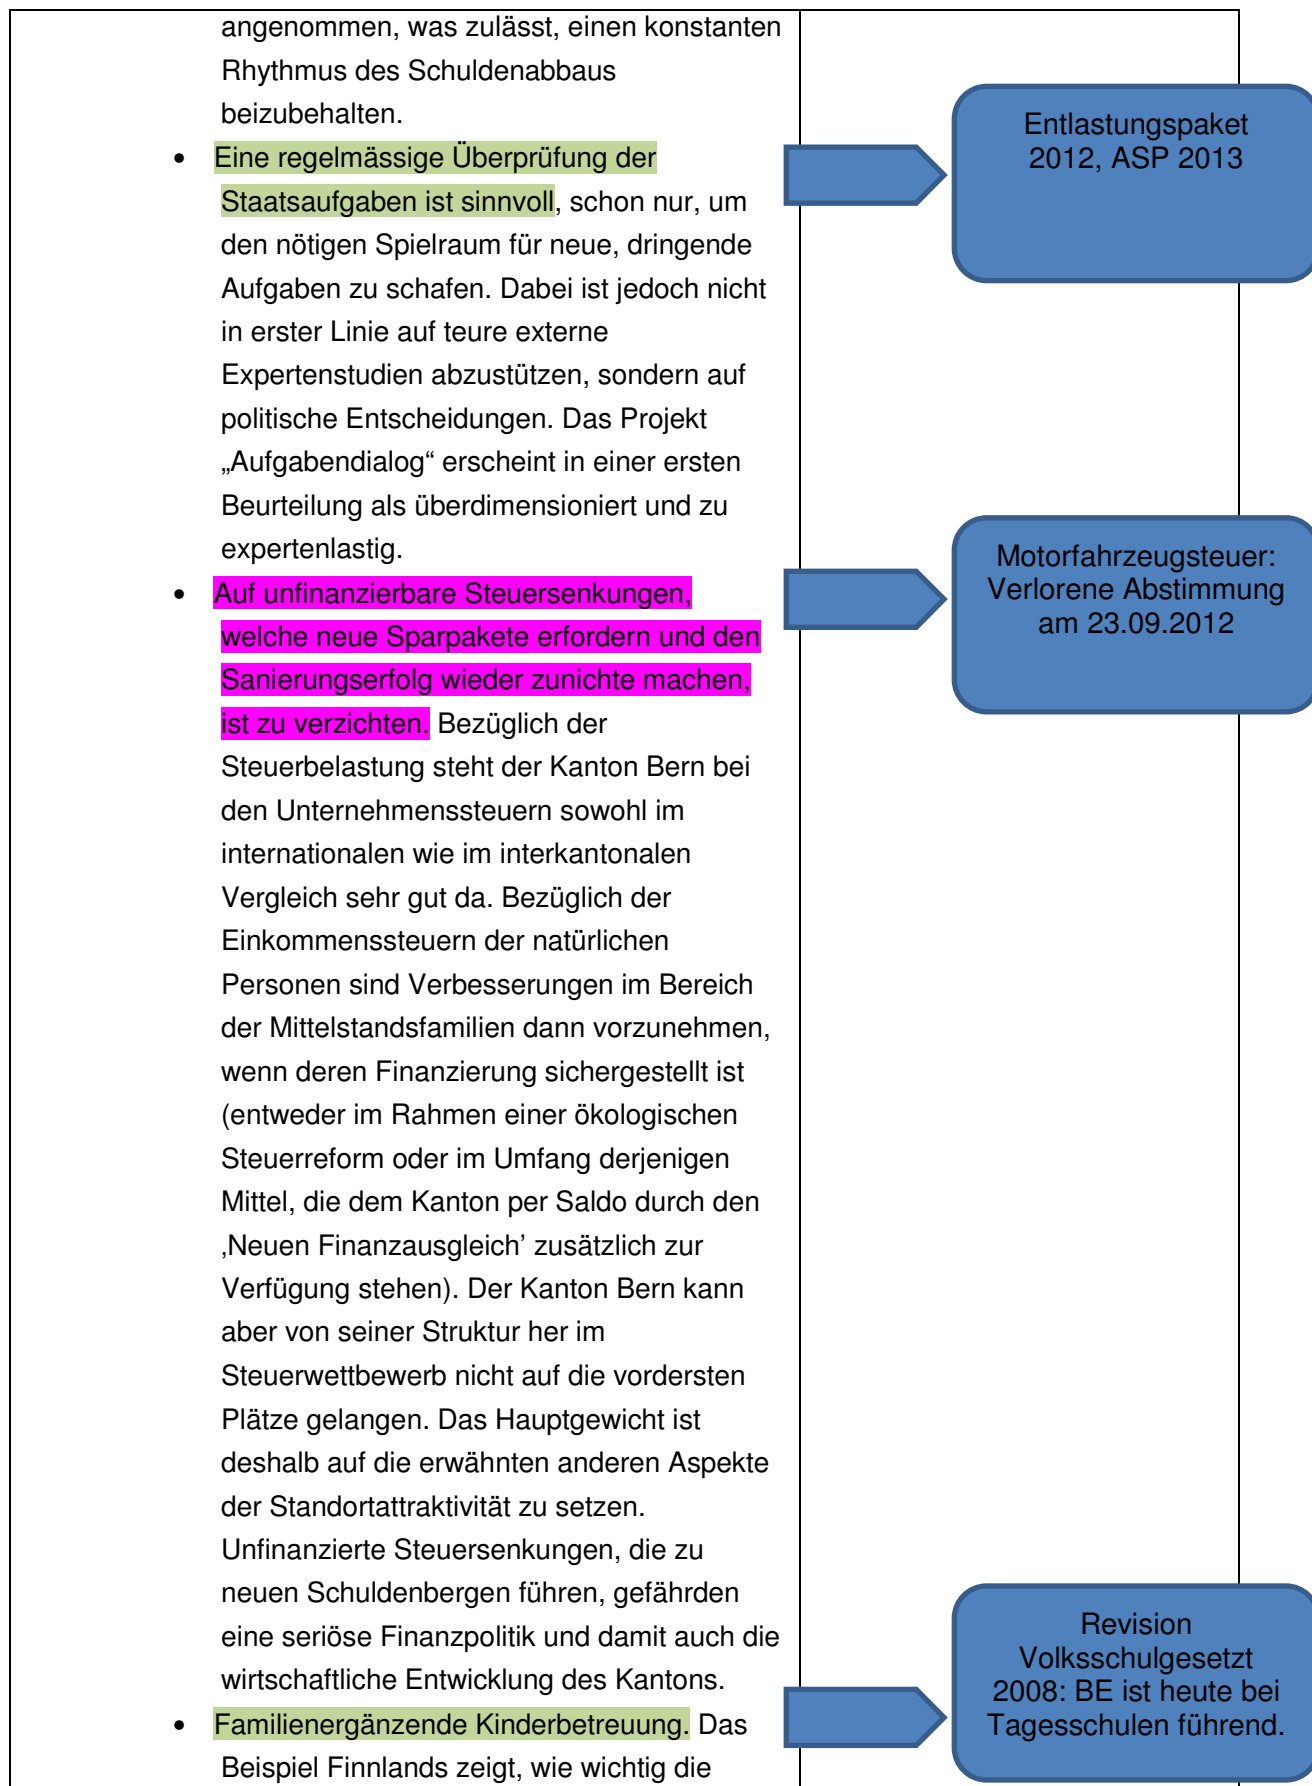 angenommen, was zulässt, einen konstanten
Rhythmus des Schuldenabbaus
beizubehalten.
• Eine regelmässige Überprüfung der
Staatsaufgaben ist sinnvoll, schon nur, um
den nötigen Spielraum für neue, dringende
Aufgaben zu schafen. Dabei ist jedoch nicht
in erster Linie auf teure externe
Expertenstudien abzustützen, sondern auf
politische Entscheidungen. Das Projekt
„Aufgabendialog“ erscheint in einer ersten
Beurteilung als überdimensioniert und zu
expertenlastig.
• Auf unfinanzierbare Steuersenkungen,
welche neue Sparpakete erfordern und den
Sanierungserfolg wieder zunichte machen,
ist zu verzichten. Bezüglich der
Steuerbelastung steht der Kanton Bern bei
den Unternehmenssteuern sowohl im
internationalen wie im interkantonalen
Vergleich sehr gut da. Bezüglich der
Einkommenssteuern der natürlichen
Personen sind Verbesserungen im Bereich
der Mittelstandsfamilien dann vorzunehmen,
wenn deren Finanzierung sichergestellt ist
(entweder im Rahmen einer ökologischen
Steuerreform oder im Umfang derjenigen
Mittel, die dem Kanton per Saldo durch den
‚Neuen Finanzausgleich’ zusätzlich zur
Verfügung stehen). Der Kanton Bern kann
aber von seiner Struktur her im
Steuerwettbewerb nicht auf die vordersten
Plätze gelangen. Das Hauptgewicht ist
deshalb auf die erwähnten anderen Aspekte
der Standortattraktivität zu setzen.
Unfinanzierte Steuersenkungen, die zu
neuen Schuldenbergen führen, gefährden
eine seriöse Finanzpolitik und damit auch die
wirtschaftliche Entwicklung des Kantons.
• Familienergänzende Kinderbetreuung. Das
Beispiel Finnlands zeigt, wie wichtig die
Entlastungspaket
2012, ASP 2013
Motorfahrzeugsteuer:
Verlorene Abstimmung
am 23.09.2012
Revision
Volksschulgesetzt
2008: BE ist heute bei
Tagesschulen führend.